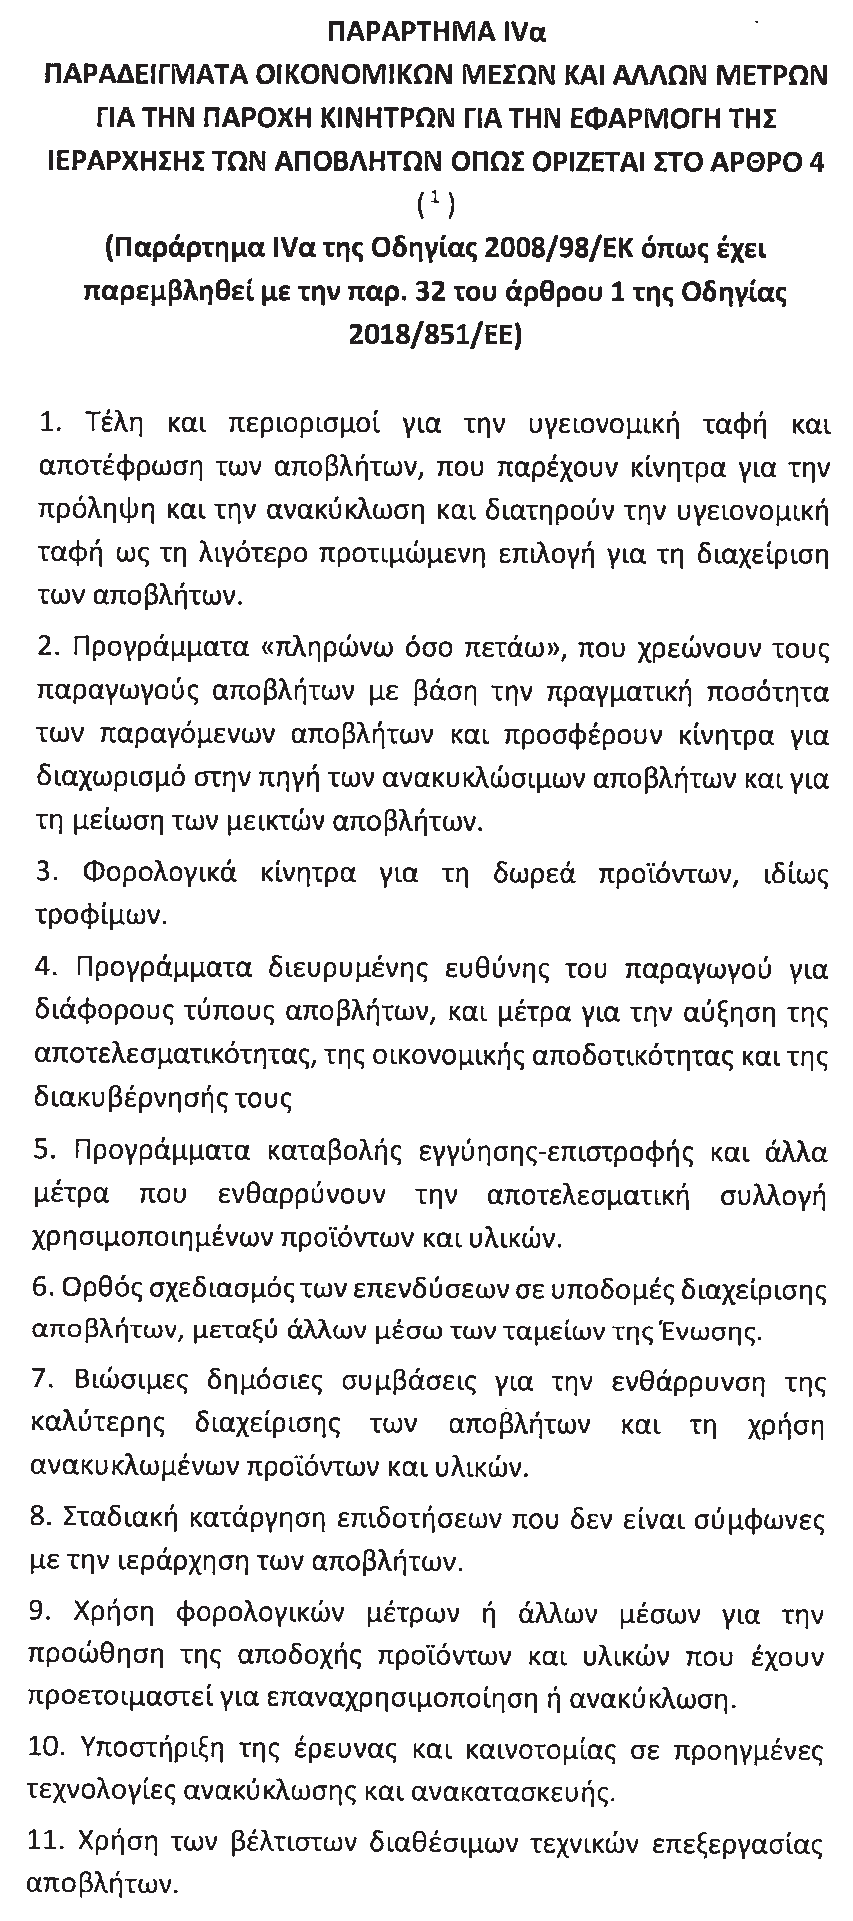 ΠΑΡΑΡΤΗΜΑ IVα
ΠΑΡΑΔΕΙΓΜΑΤΑ ΟΙΚΟΝΟΜΙΚΩΝ ΜΕΣΩΝ ΚΑΙ ΑΛΛΩΝ ΜΕΤΡΩΝ
ΓΙΑ ΤΗΝ ΠΑΡΟΧΗ ΚΙΝΗΤΡΩΝ ΓΙΑ ΤΗΝ ΕΦΑΡΜΟΓΗ ΤΗΣ
ΙΕΡΑΡΧΗΣΗΣ ΤΩΝ ΑΠΟΒΛΗΤΩΝ ΟΠΩΣ ΟΡΙΖΕΤΑΙ ΣΤΟ ΑΡΘΡΟ 4
(¹)
(Παράρτημα IVα της Οδηγίας 2008/98/ΕΚ όπως έχει
παρεμβληθεί με την παρ. 32 του άρθρου 1 της Οδηγίας
2018/851/ΕΕ)
1. Τέλη και περιορισμοί για την υγειονομική ταφή και
αποτέφρωση των αποβλήτων, που παρέχουν κίνητρα για την
πρόληψη και την ανακύκλωση και διατηρούν την υγειονομική
ταφή ως τη λιγότερο προτιμώμενη επιλογή για τη διαχείριση
των αποβλήτων.
2. Προγράμματα «πληρώνω όσο πετάω», που χρεώνουν τους
παραγωγούς αποβλήτων με βάση την πραγματική ποσότητα
των παραγόμενων αποβλήτων και προσφέρουν κίνητρα για
διαχωρισμό στην πηγή των ανακυκλώσιμων αποβλήτων και για
τη μείωση των μεικτών αποβλήτων.
3. Φορολογικά κίνητρα για τη δωρεά προϊόντων, ιδίως
τροφίμων.
4. Προγράμματα διευρυμένης ευθύνης του παραγωγού για
διάφορους τύπους αποβλήτων, και μέτρα για την αύξηση της
αποτελεσματικότητας, της οικονομικής αποδοτικότητας και της
διακυβέρνησής τους
5. Προγράμματα καταβολής εγγύησης-επιστροφής και άλλα
μέτρα που ενθαρρύνουν την αποτελεσματική συλλογή
χρησιμοποιημένων προϊόντων και υλικών.
6. Ορθός σχεδιασμός των επενδύσεων σε υποδομές διαχείρισης
αποβλήτων, μεταξύ άλλων μέσω των ταμείων της Ένωσης.
7. Βιώσιμες δημόσιες συμβάσεις για την ενθάρρυνση της
καλύτερης διαχείρισης των αποβλήτων και τη χρήση
ανακυκλωμένων προϊόντων και υλικών.
8. Σταδιακή κατάργηση επιδοτήσεων που δεν είναι σύμφωνες
με την ιεράρχηση των αποβλήτων.
9. Χρήση φορολογικών μέτρων ή άλλων μέσων για την
προώθηση της αποδοχής προϊόντων και υλικών που έχουν
προετοιμαστεί για επαναχρησιμοποίηση ή ανακύκλωση.
10. Υποστήριξη της έρευνας και καινοτομίας σε προηγμένες
τεχνολογίες ανακύκλωσης και ανακατασκευής.
11. Χρήση των βέλτιστων διαθέσιμων τεχνικών επεξεργασίας
αποβλήτων.